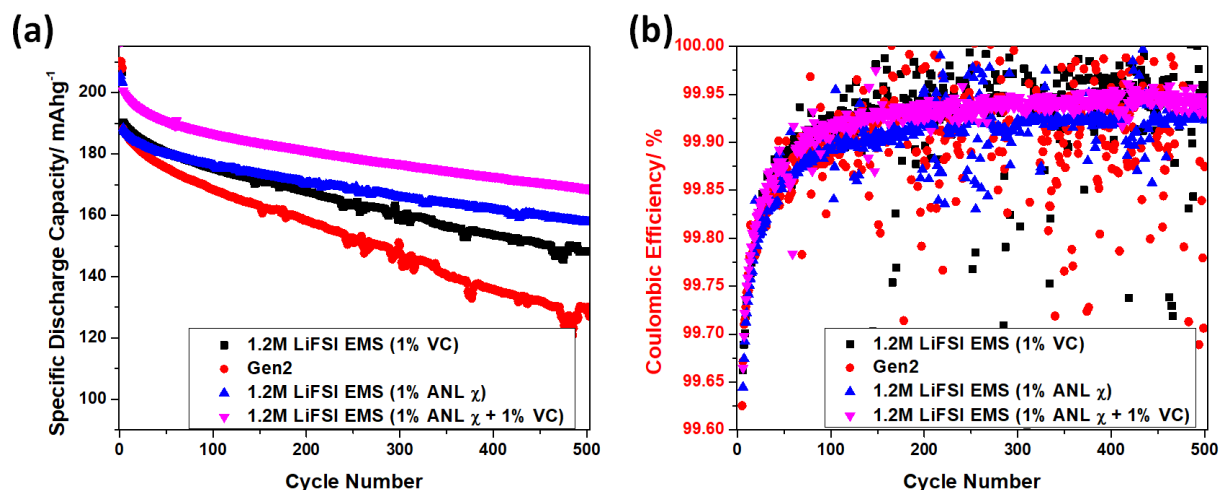 (a)
Specific Discharge Capacity/ mAhg⁻¹
200
180
160
140
120
100
1.2M LiFSI EMS (1% VC)
Gen2
1.2M LiFSI EMS (1% ANL χ)
1.2M LiFSI EMS (1% ANL χ + 1% VC)
0
100
200
300
400
500
Cycle Number
(b)
Coulombic Efficiency/ %
100.00
99.95
99.90
99.85
99.80
99.75
99.70
99.65
99.60
1.2M LiFSI EMS (1% VC)
Gen2
1.2M LiFSI EMS (1% ANL χ)
1.2M LiFSI EMS (1% ANL χ + 1% VC)
0
100
200
300
400
500
Cycle Number